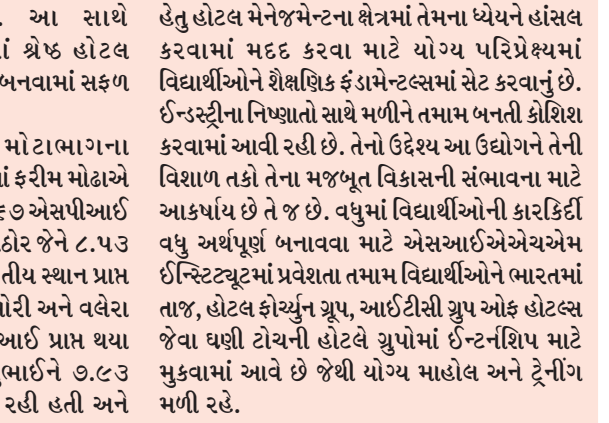 . આ સાથે
માં શ્રેષ્ઠ હોટલ
બનવામાં સફળ
મોટાભાગના
માં ફરીમ મોઢાએ
૯૭ એસપીઆઈ
ઠોર જેને ૮.૫૩
તીય સ્થાન પ્રાપ્ત
ોરી અને વલેરા
આઈ પ્રાપ્ત થયા
ભાઈને ૭.૯૩
રહી હતી અને
હેતુ હોટલ મેનેજમેન્ટના ક્ષેત્રમાં તેમના ધ્યેયને હાંસલ
કરવામાં મદદ કરવા માટે યોગ્ય પરિપ્રેક્ષ્યમાં
વિદ્યાર્થીઓને શૈક્ષણિક ફંડામેન્ટલ્સમાં સેટ કરવાનું છે.
ઈન્ડસ્ટ્રીના નિષ્ણાતો સાથે મળીને તમામ બનતી કોશિશ
કરવામાં આવી રહી છે. તેનો ઉદ્દેશ્ય આ ઉદ્યોગને તેની
વિશાળ તકો તેના મજબૂત વિકાસની સંભાવના માટે
આકર્ષાય છે તે જ છે. વધુમાં વિદ્યાર્થીઓની કારકિર્દી
વધુ અર્થપૂર્ણ બનાવવા માટે એસઆઈએએચએમ
ઈન્સ્ટિટ્યૂટમાં પ્રવેશતા તમામ વિદ્યાર્થીઓને ભારતમાં
તાજ, હોટલ ફોર્ચ્યુન ગ્રૂપ, આઈટીસી ગ્રુપ ઓફ હોટલ્સ
જેવા ઘણી ટોચની હોટલે ગ્રુપોમાં ઈન્ટર્નશિપ માટે
મુકવામાં આવે છે જેથી યોગ્ય માહોલ અને ટ્રેનીંગ
મળી રહે.